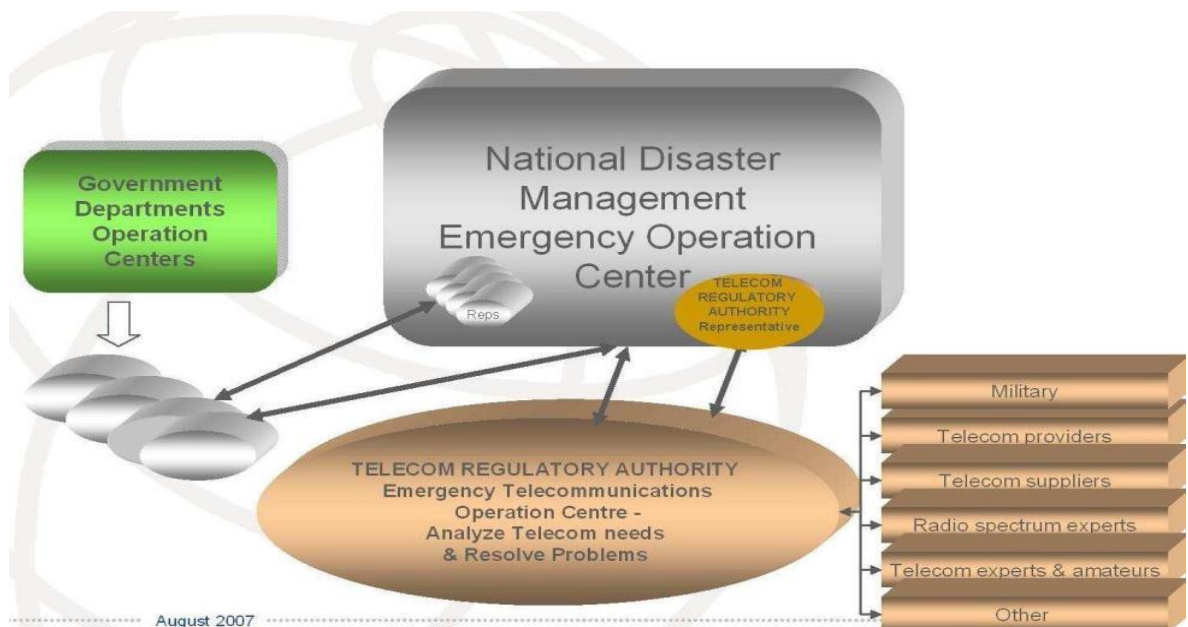 National Disaster
Management
Emergency Operation
Center
Government
Departments
Operation
Centers
Reps
TELECOM
REGULATORY
AUTHORITY
Representative
TELECOM REGULATORY AUTHORITY
Emergency Telecommunications
Operation Centre -
Analyze Telecom needs
& Resolve Problems
Military
Telecom providers
Telecom suppliers
Radio spectrum experts
Telecom experts & amateurs
Other
August 2007